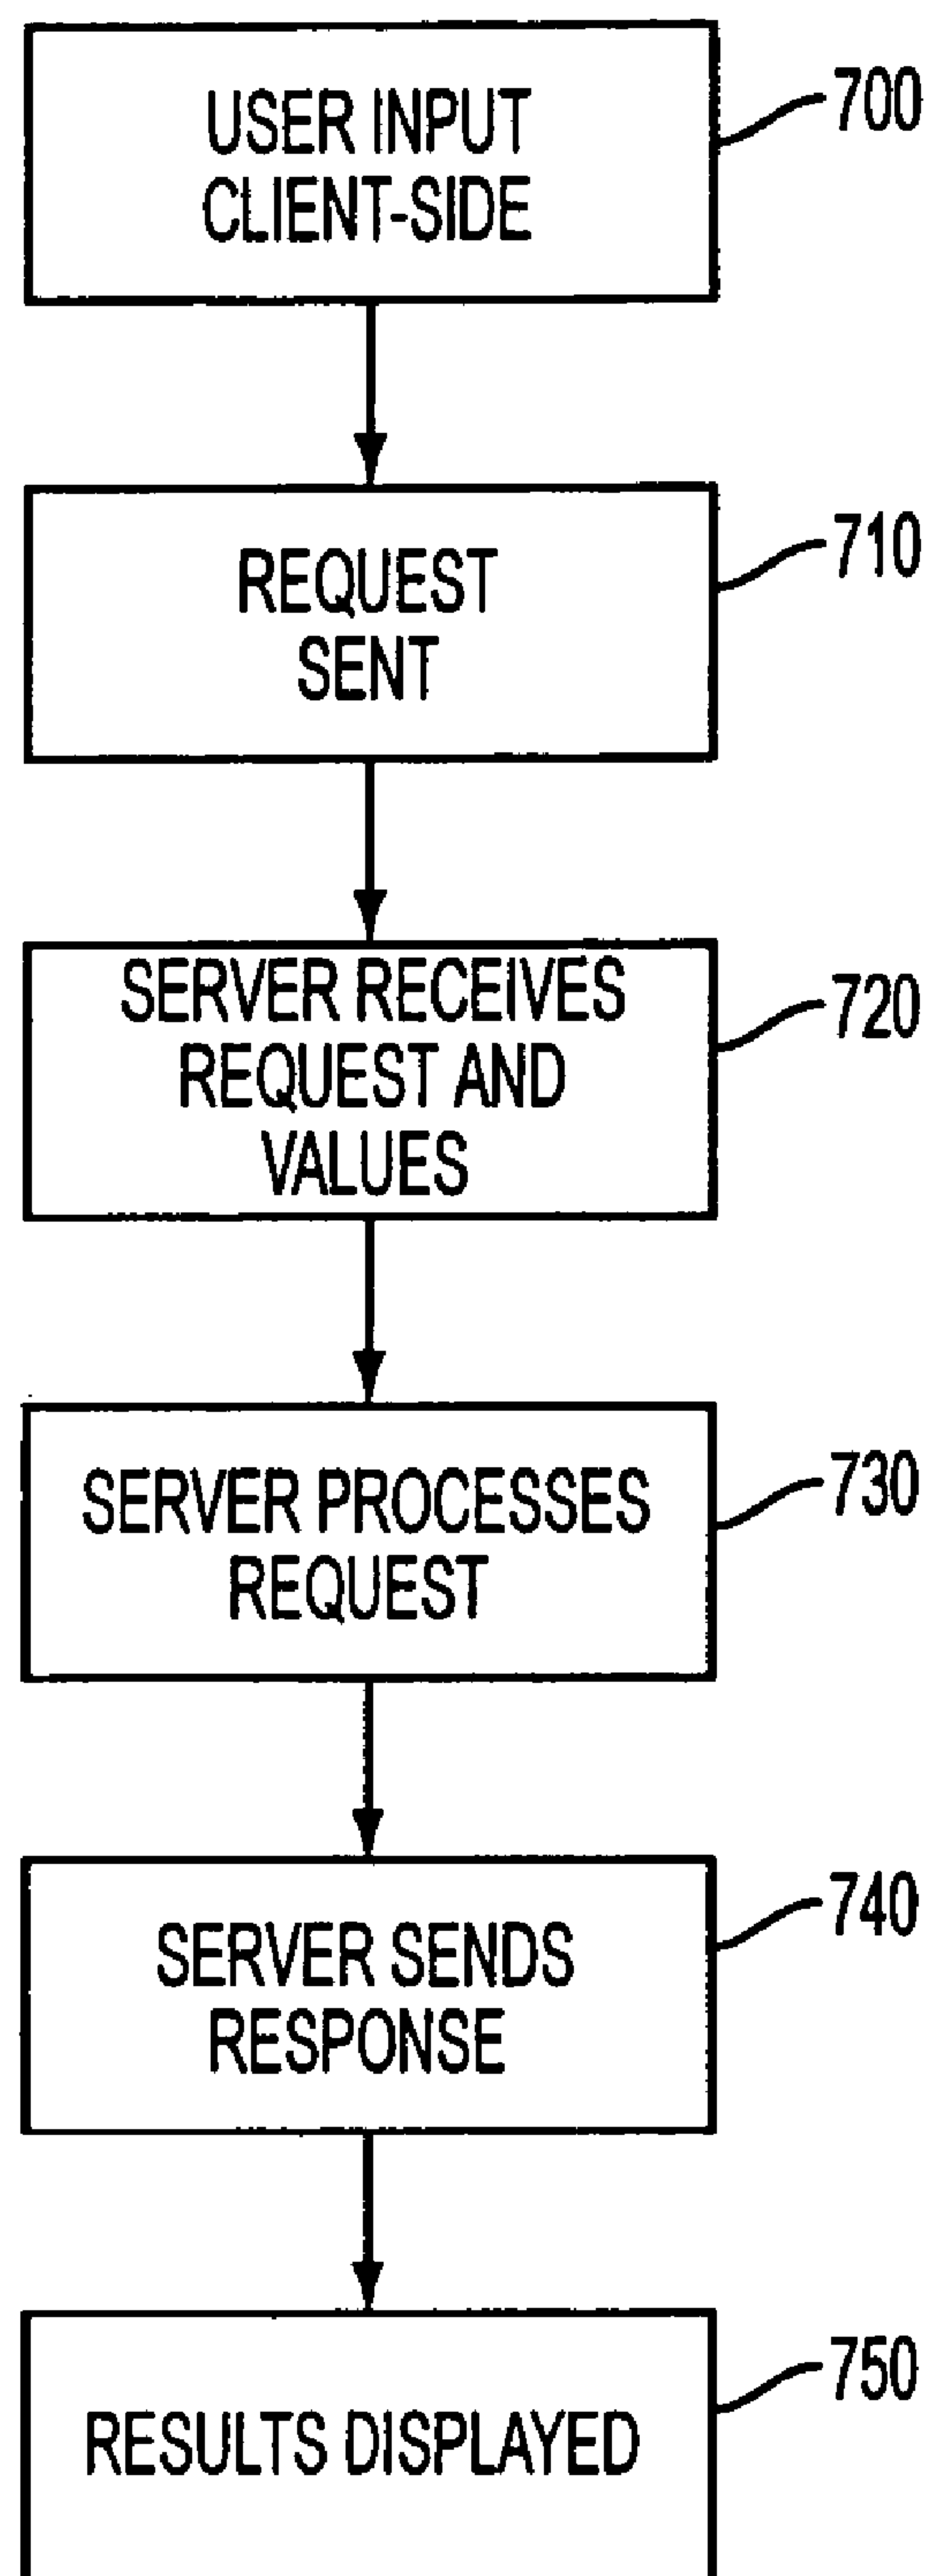 USER INPUT
CLIENT-SIDE
700
REQUEST
SENT
710
SERVER RECEIVES
REQUEST AND
VALUES
720
SERVER PROCESSES
REQUEST
730
SERVER SENDS
RESPONSE
740
RESULTS DISPLAYED
750